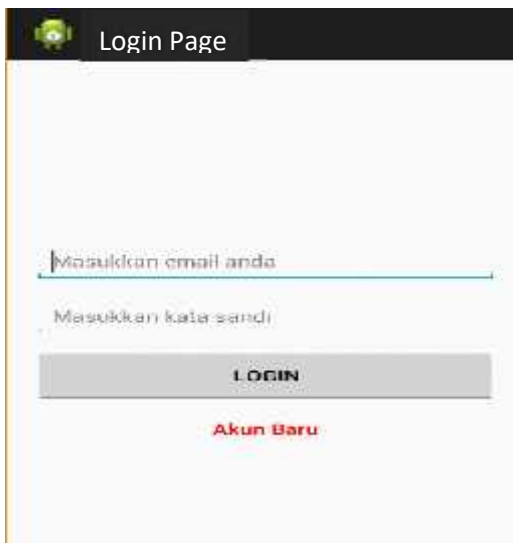 Login Page
Masukkan email anda
Masukkan kata sandi
LOGIN
Akun Baru